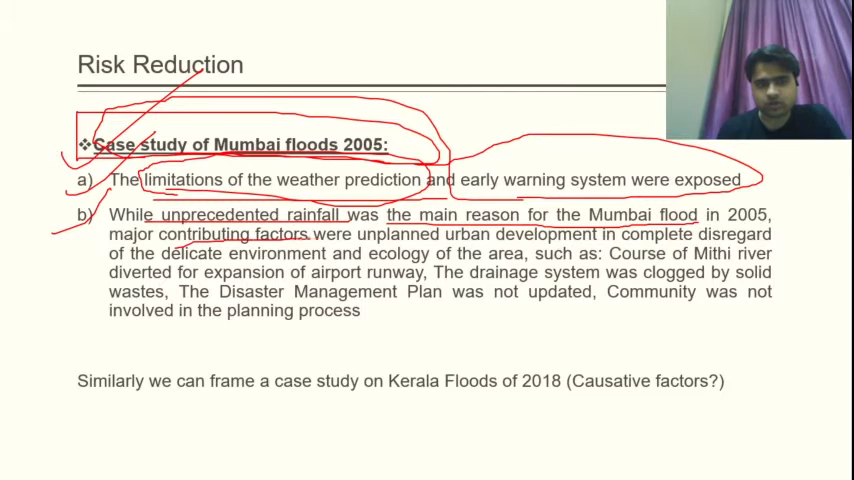 Risk Reduction
❖Case study of Mumbai floods 2005:
a) The limitations of the weather prediction and early warning system were exposed
b) While unprecedented rainfall was the main reason for the Mumbai flood in 2005,
major contributing factors were unplanned urban development in complete disregard
of the delicate environment and ecology of the area, such as: Course of Mithi river
diverted for expansion of airport runway, The drainage system was clogged by solid
wastes, The Disaster Management Plan was not updated, Community was not
involved in the planning process
Similarly we can frame a case study on Kerala Floods of 2018 (Causative factors?)